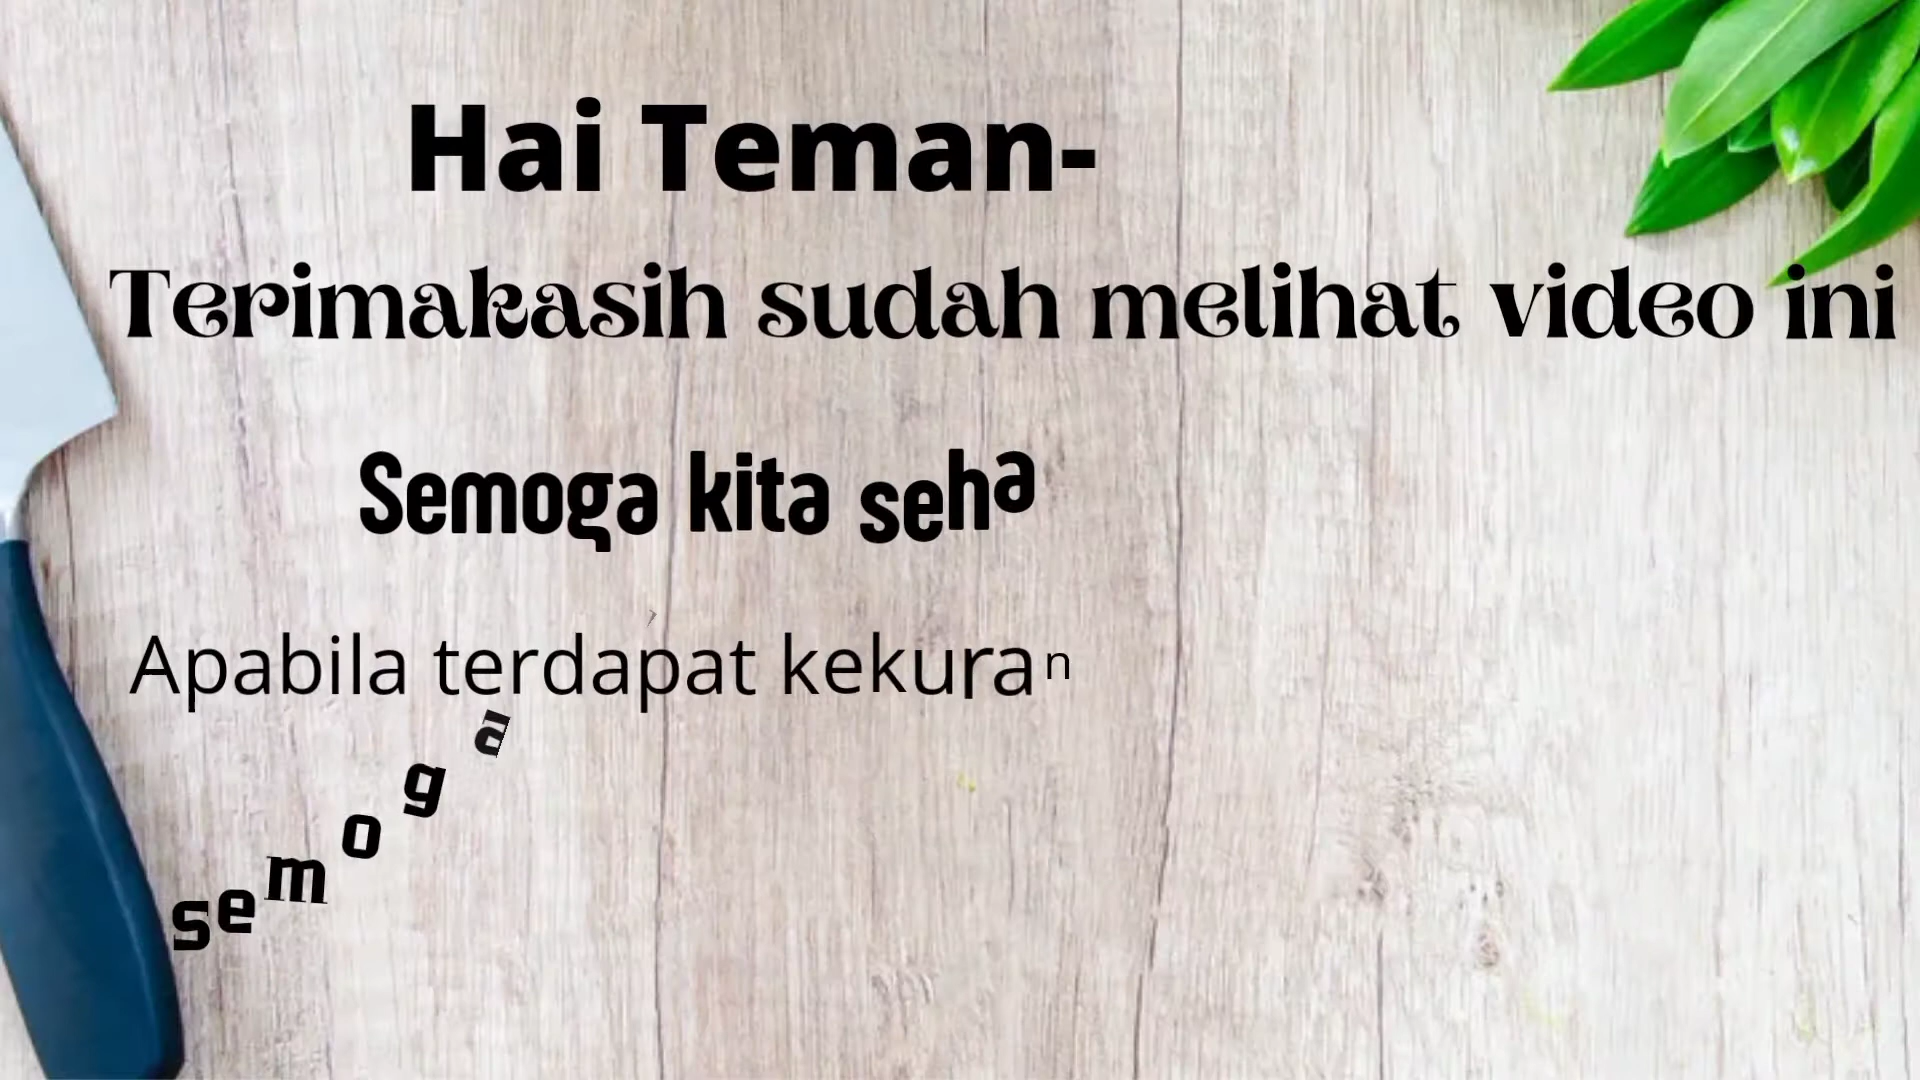 Hai Teman-
Terimakasih sudah melihat video ini
Semoga kita seha
Apabila terdapat kekuran
semoga